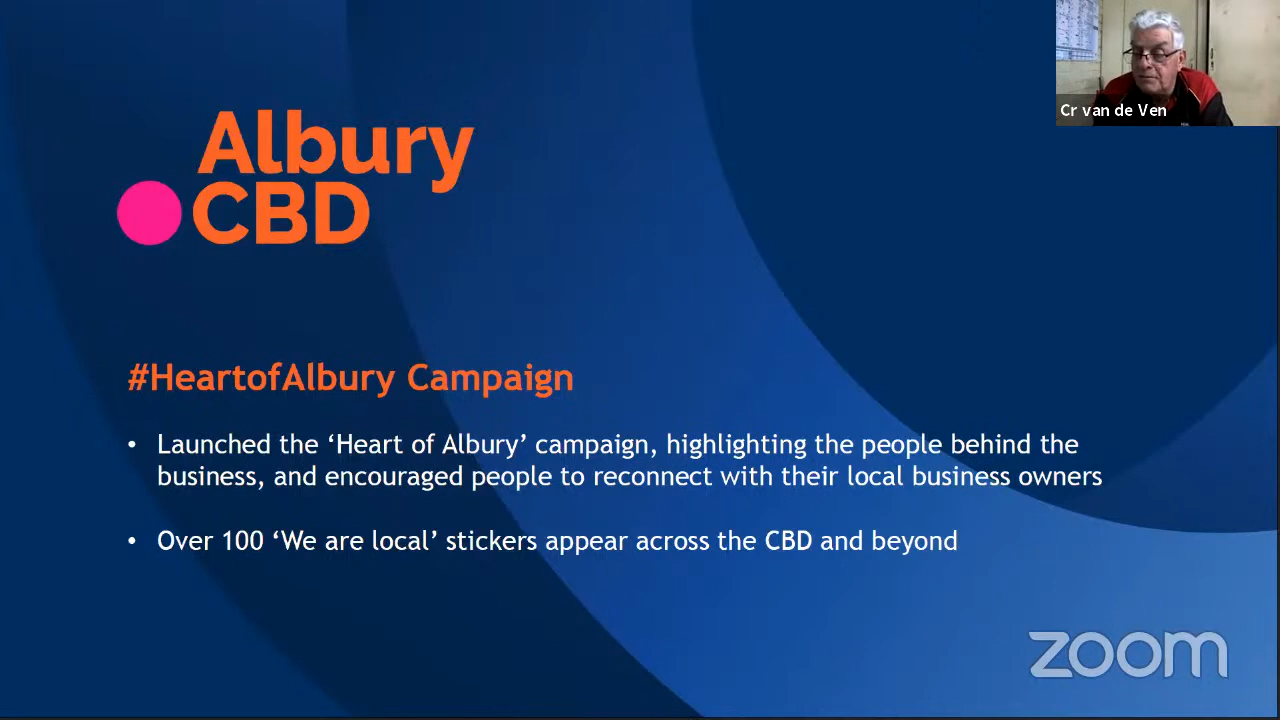 Albury
CBD
Cr van de Ven
#HeartofAlbury Campaign
• Launched the ‘Heart of Albury’ campaign, highlighting the people behind the
business, and encouraged people to reconnect with their local business owners
• Over 100 ‘We are local’ stickers appear across the CBD and beyond
zoom